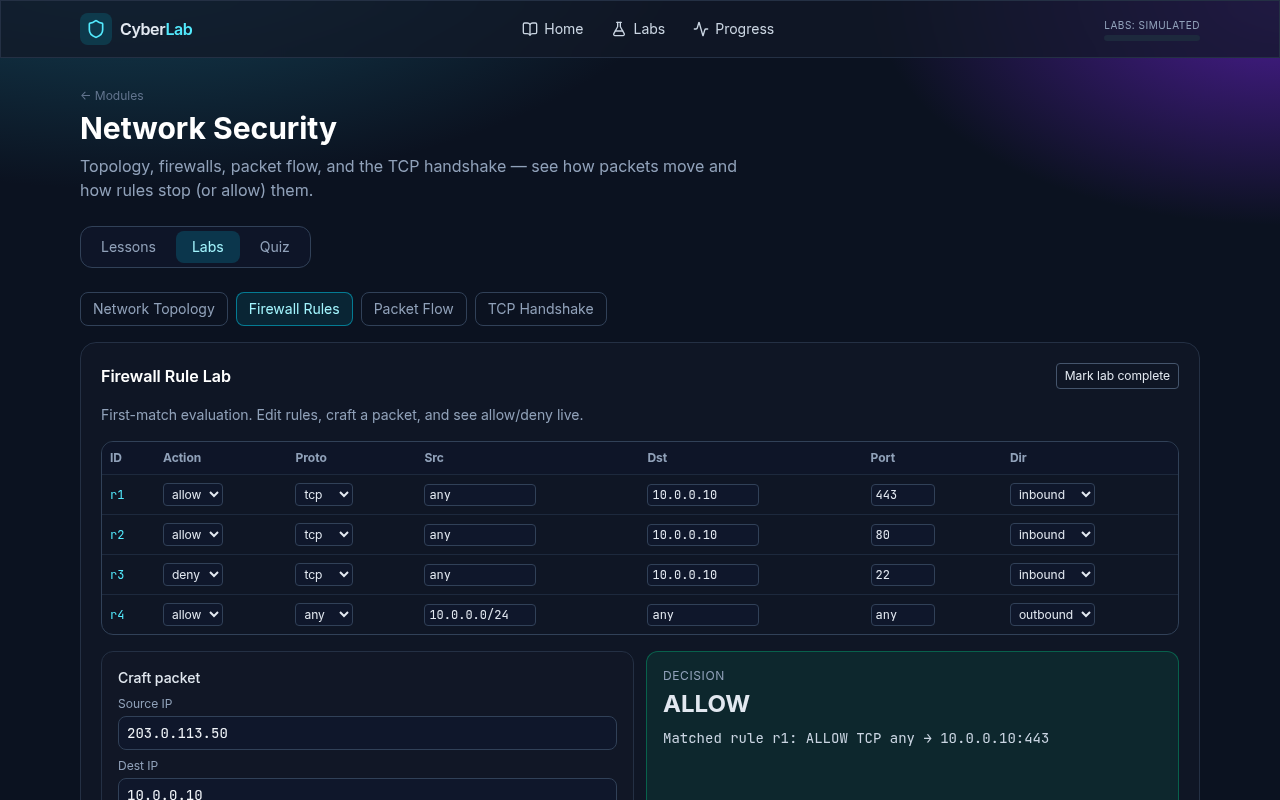 CyberLab
Home
Labs
Progress
LABS: SIMULATED
← Modules
Network Security
Topology, firewalls, packet flow, and the TCP handshake — see how packets move and
how rules stop (or allow) them.
Lessons
Labs
Quiz
Network Topology
Firewall Rules
Packet Flow
TCP Handshake
Firewall Rule Lab
Mark lab complete
First-match evaluation. Edit rules, craft a packet, and see allow/deny live.
ID Action Proto Src Dst Port Dir
r1 allow tcp any 10.0.0.10 443 inbound
r2 allow tcp any 10.0.0.10 80 inbound
r3 deny tcp any 10.0.0.10 22 inbound
r4 allow any 10.0.0.0/24 any any outbound
Craft packet
Source IP
203.0.113.50
Dest IP
10.0.0.10
DECISION
ALLOW
Matched rule r1: ALLOW TCP any → 10.0.0.10:443